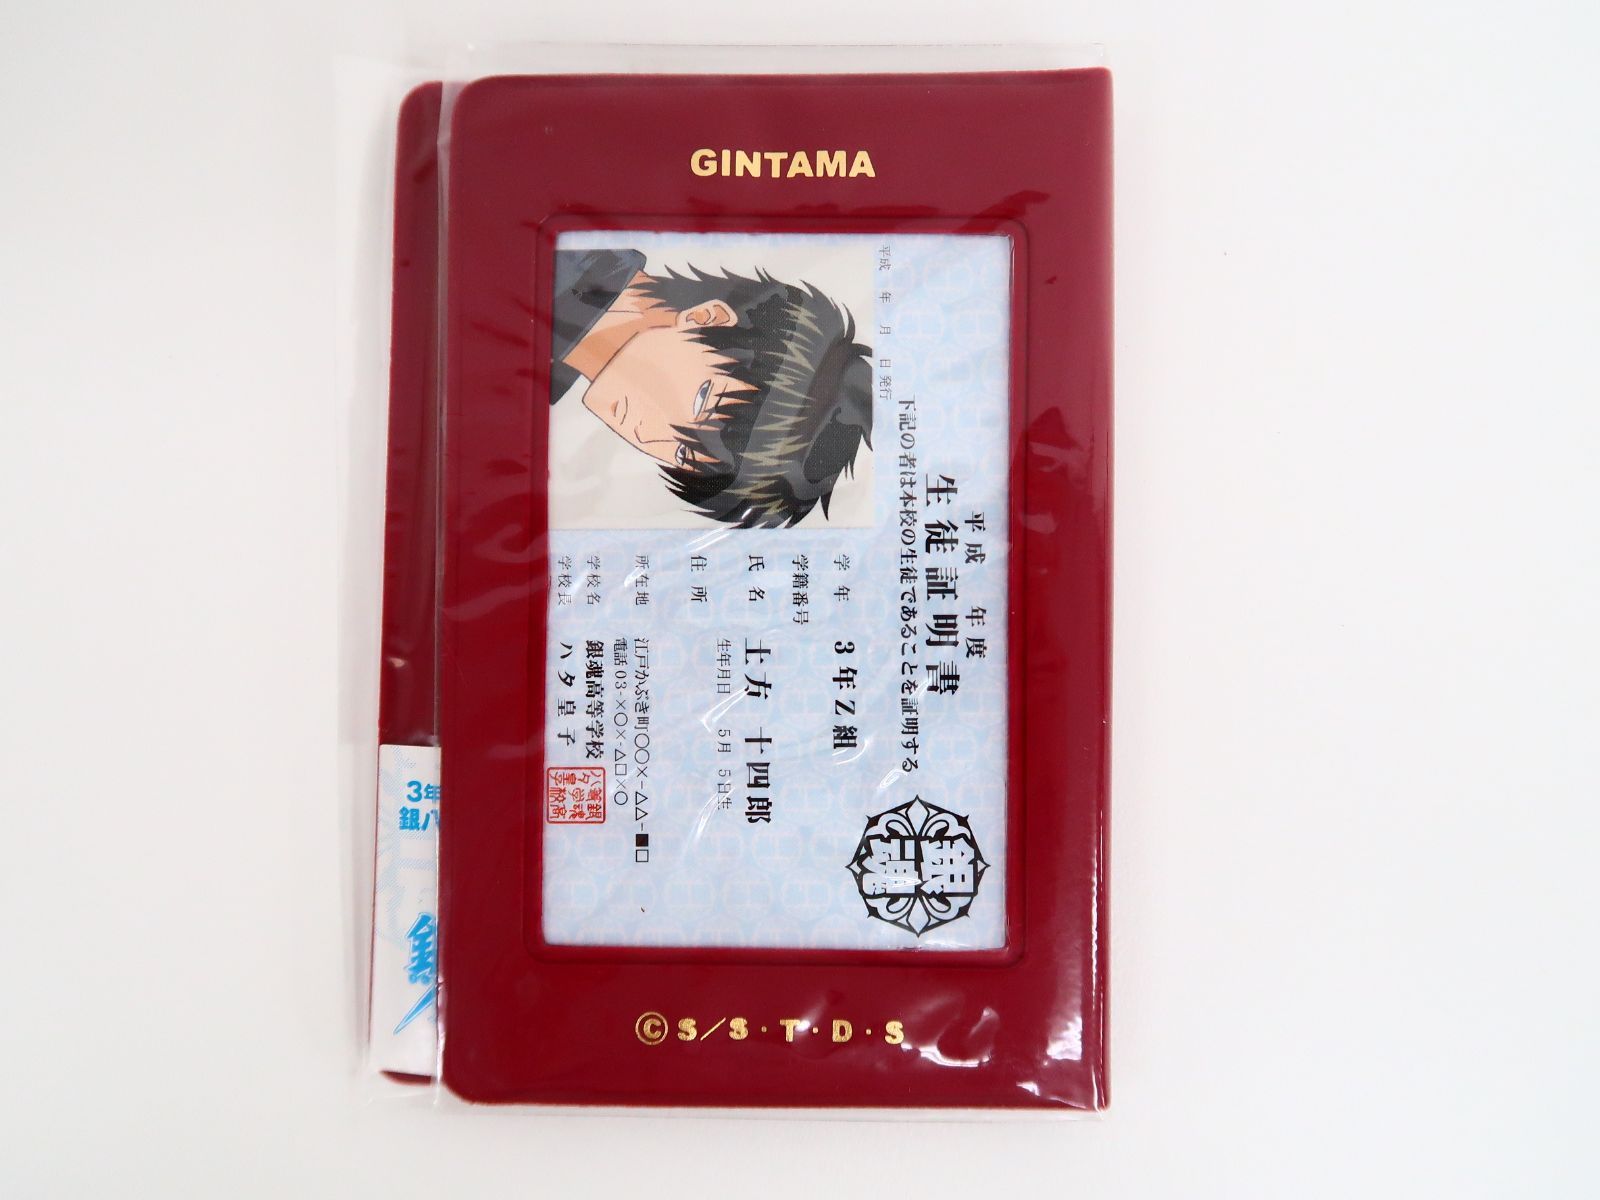 GINTAMA
平成　年度
生徒証明書
下記の者は本校の生徒であることを証明する
平成　年　月　日 発行
学年　３年Ｚ組
学籍番号
氏名　土方　十四郎
生年月日　５月　５日生
住所
所在地　江戸かぶき町〇〇×-△△-■□
電話０３-×〇×-△□×〇
学校名　銀魂高等学校
学校長　ハタ皇子
銀魂
©S/S・T・D・S
3年
銀八